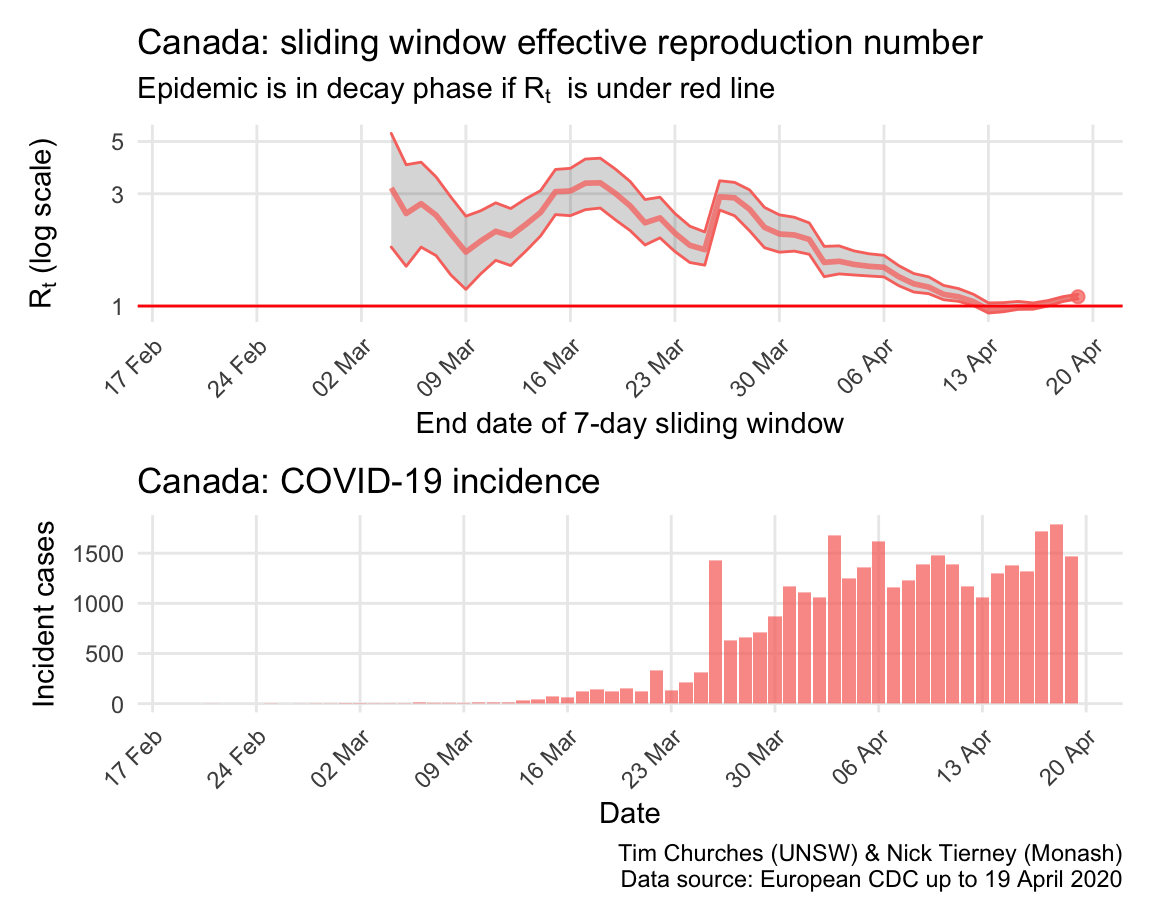 Canada: sliding window effective reproduction number
Epidemic is in decay phase if Rt is under red line
Rt (log scale)
5
3
1
17 Feb
24 Feb
02 Mar
09 Mar
16 Mar
23 Mar
30 Mar
06 Apr
13 Apr
20 Apr
End date of 7-day sliding window
Canada: COVID-19 incidence
Incident cases
1500
1000
500
0
17 Feb
24 Feb
02 Mar
09 Mar
16 Mar
23 Mar
30 Mar
06 Apr
13 Apr
20 Apr
Date
Tim Churches (UNSW) & Nick Tierney (Monash)
Data source: European CDC up to 19 April 2020